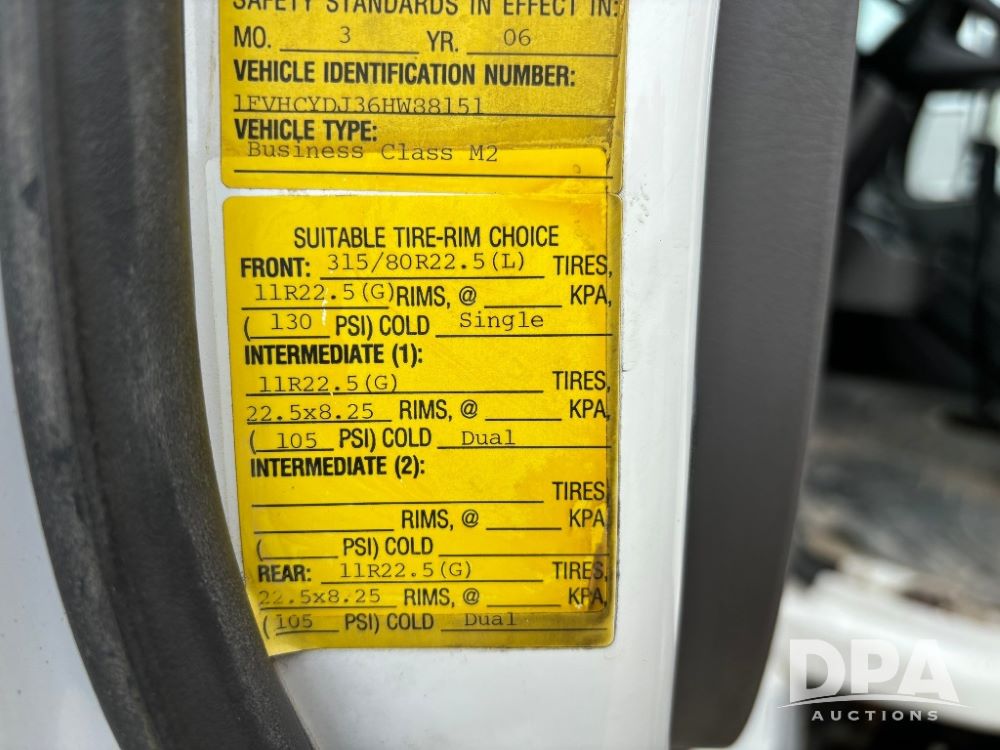 SAFETY STANDARDS IN EFFECT IN:
MO. 3 YR. 06
VEHICLE IDENTIFICATION NUMBER:
1FVHCYDJ36HW88151
VEHICLE TYPE:
Business Class M2
SUITABLE TIRE-RIM CHOICE
FRONT: 315/80R22.5(L) TIRES,
11R22.5(G) RIMS, @ KPA,
( 130 PSI) COLD Single
INTERMEDIATE (1):
11R22.5(G) TIRES,
22.5x8.25 RIMS, @ KPA,
( 105 PSI) COLD Dual
INTERMEDIATE (2):
TIRES,
RIMS, @ KPA,
( PSI) COLD
REAR: 11R22.5(G) TIRES,
22.5x8.25 RIMS, @ KPA,
( 105 PSI) COLD Dual
DPA
AUCTIONS